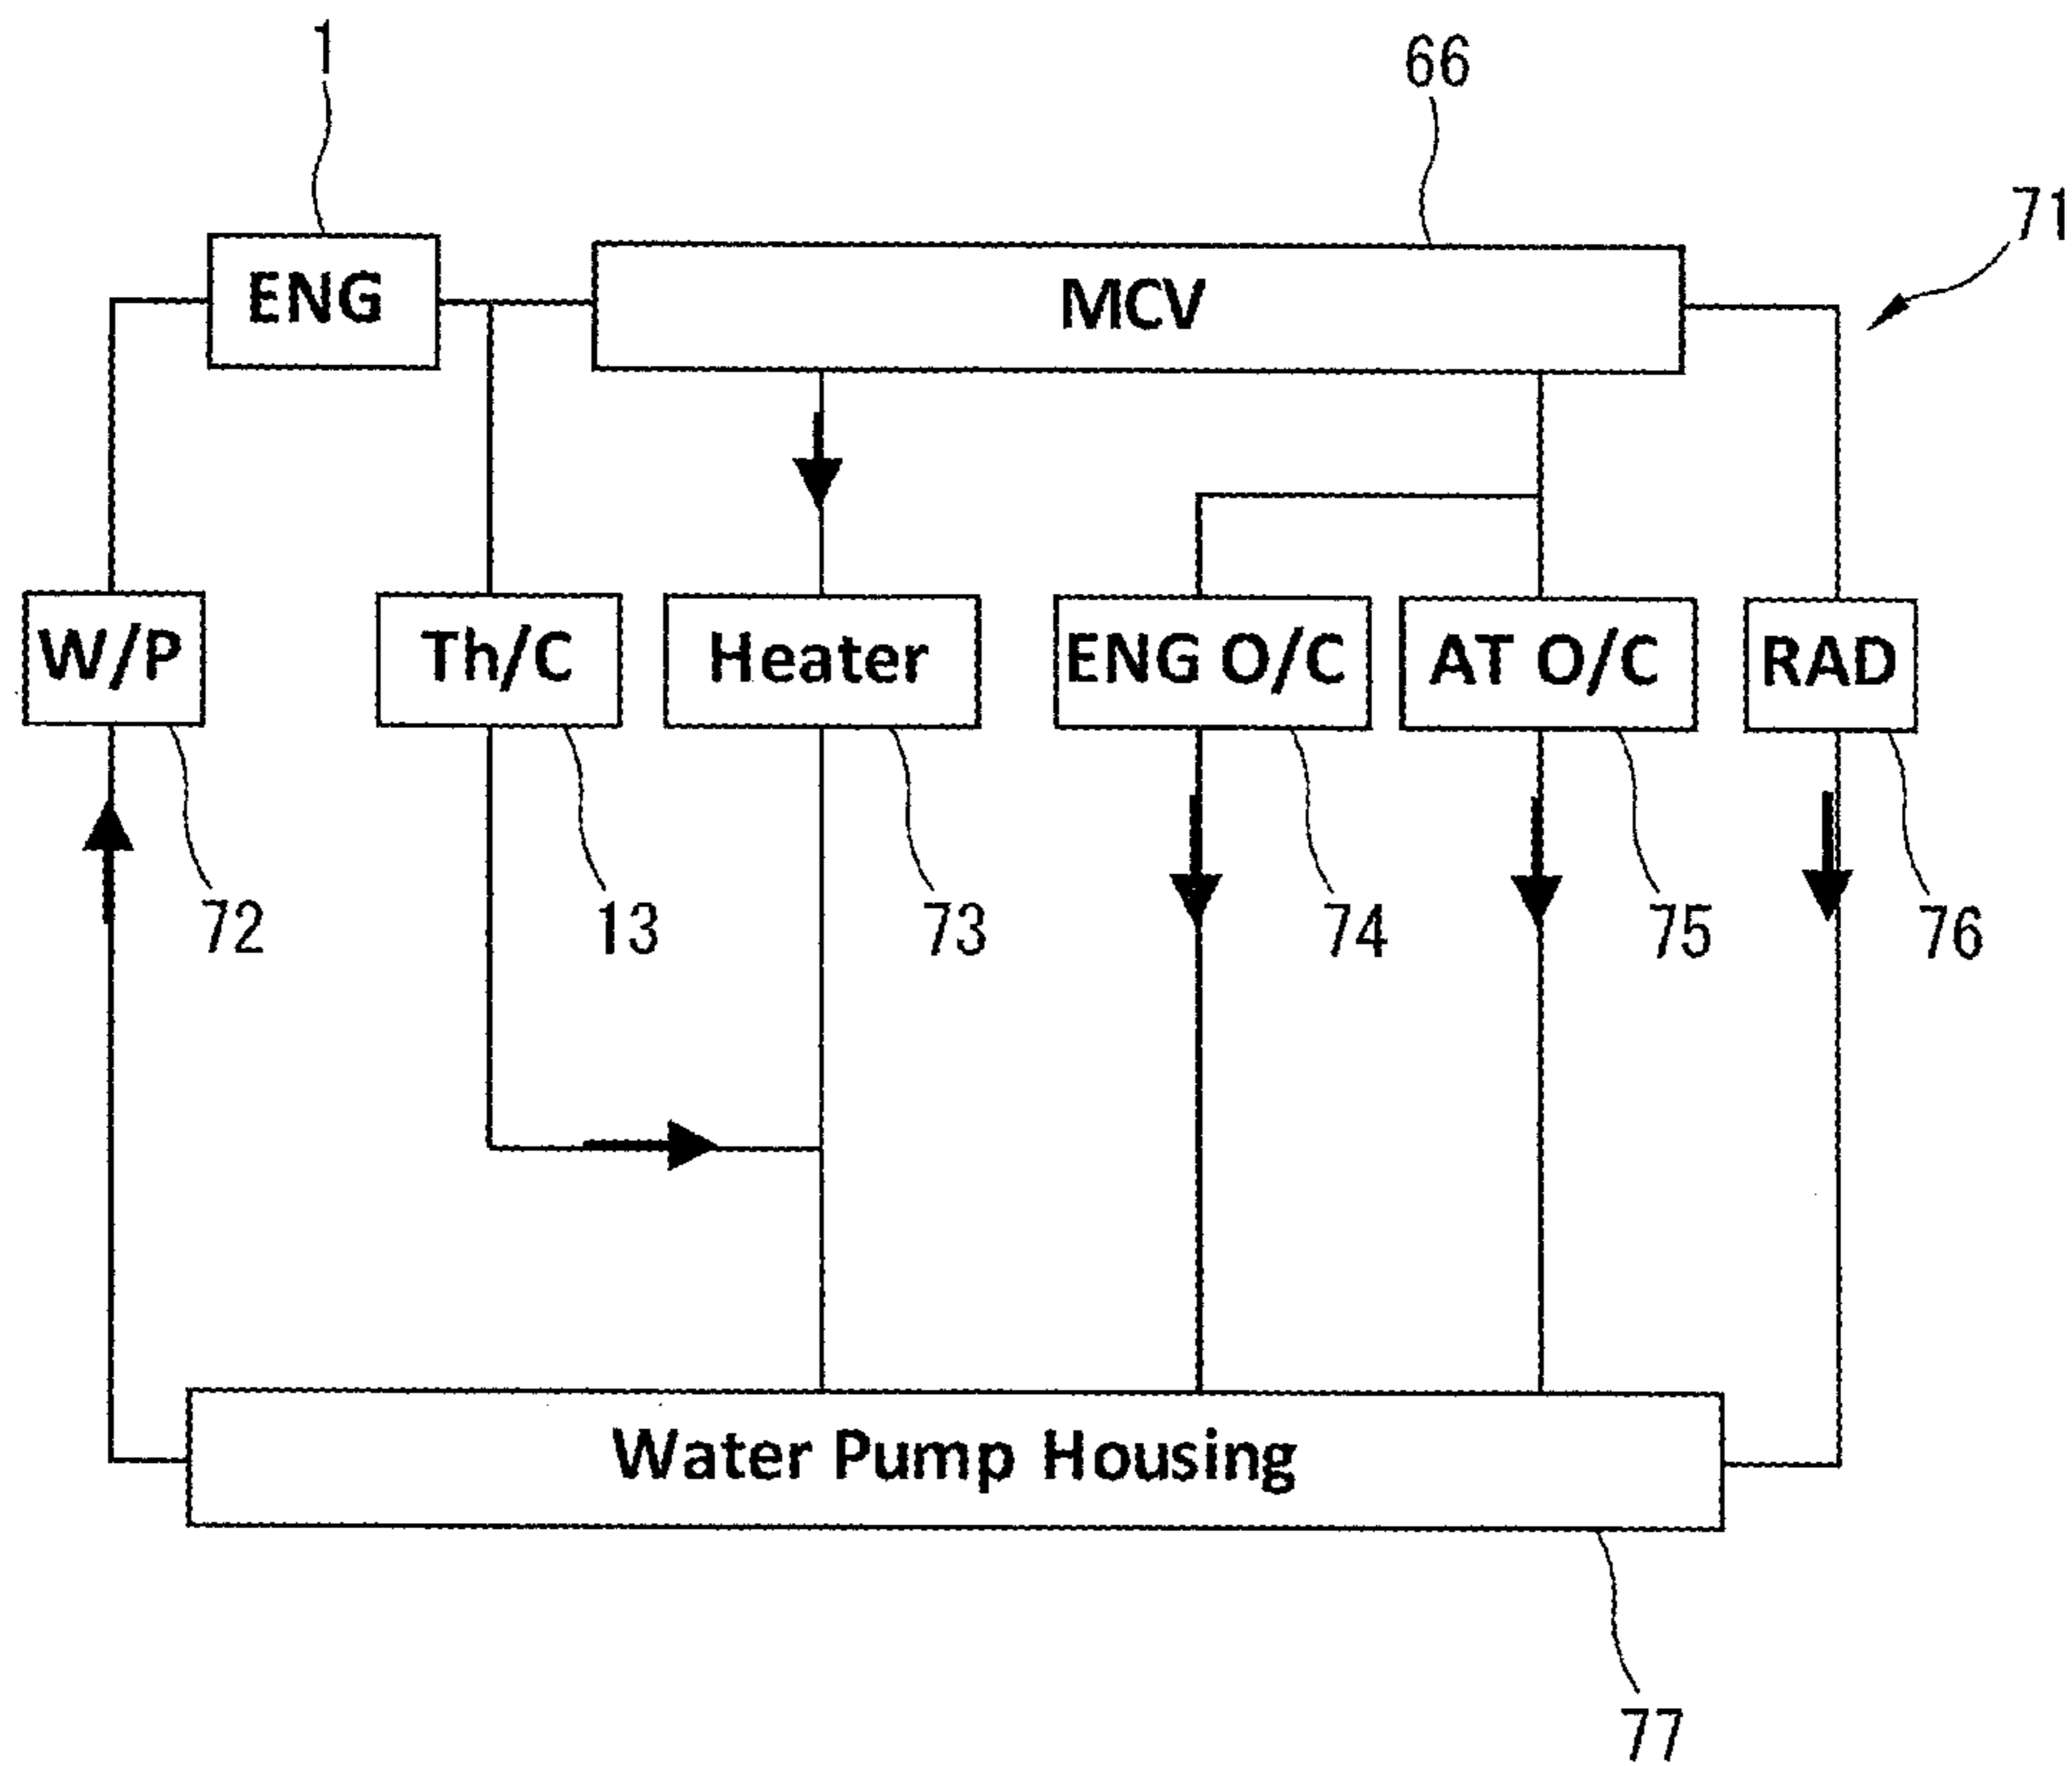 1
66
71
ENG
MCV
W/P
Th/C
Heater
ENG O/C
AT O/C
RAD
72
13
73
74
75
76
Water Pump Housing
77